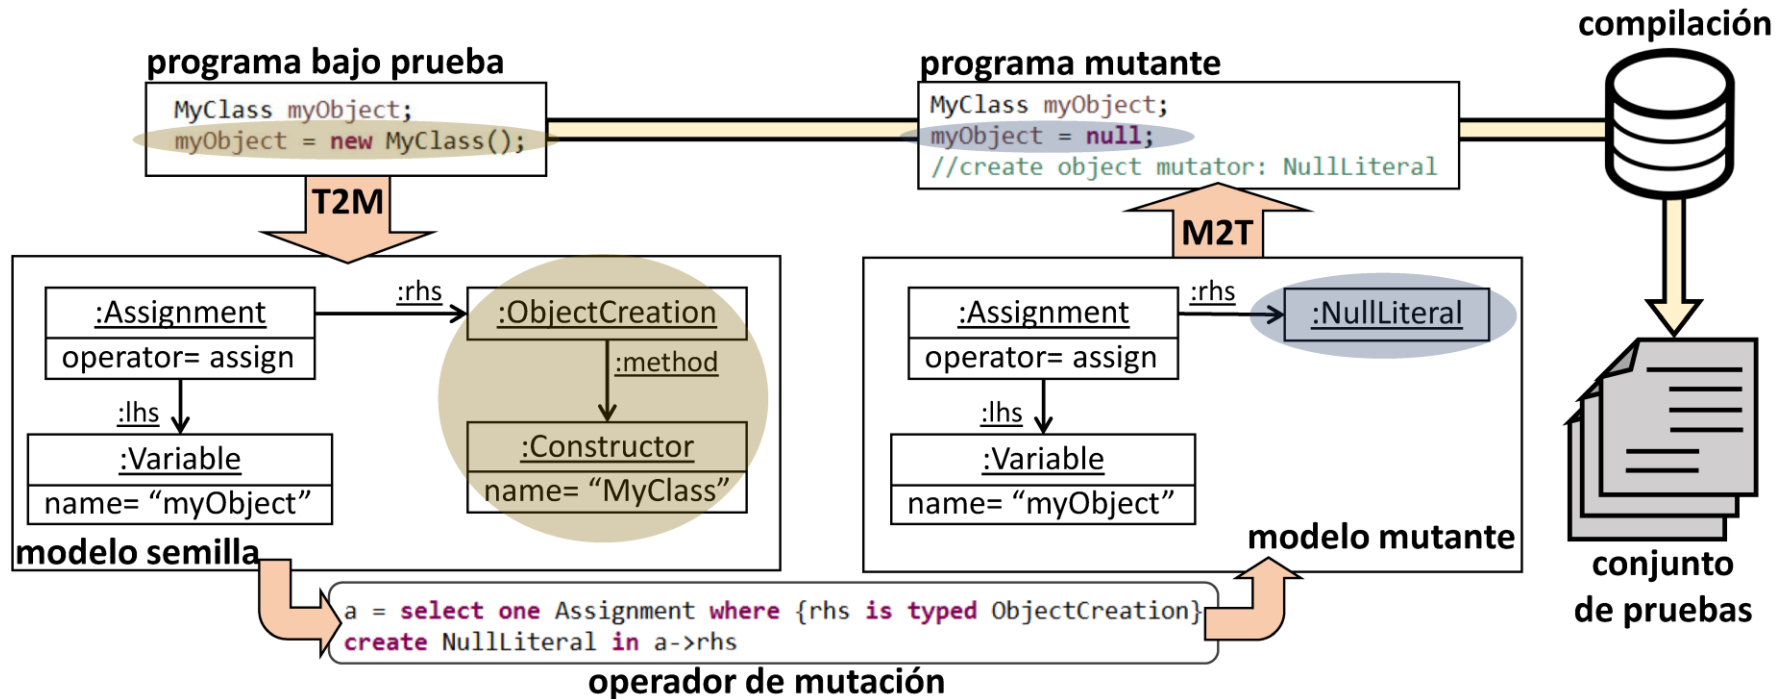 compilación
programa bajo prueba
MyClass myObject;
myObject = new MyClass();
programa mutante
MyClass myObject;
myObject = null;
//create object mutator: NullLiteral
T2M
M2T
:Assignment
operator= assign
:rhs
:ObjectCreation
:method
:Constructor
name= “MyClass”
:lhs
:Variable
name= “myObject”
modelo semilla
:Assignment
operator= assign
:rhs
:NullLiteral
:lhs
:Variable
name= “myObject”
modelo mutante
a = select one Assignment where {rhs is typed ObjectCreation}
create NullLiteral in a->rhs
operador de mutación
conjunto
de pruebas